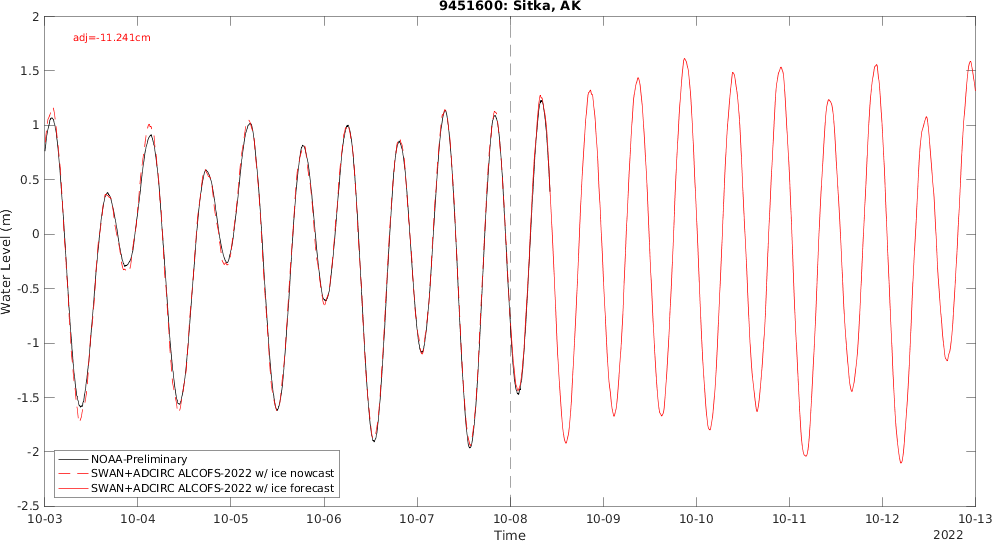 9451600: Sitka, AK
adj=-11.241cm
2
1.5
1
0.5
0
-0.5
-1
-1.5
-2
-2.5
Water Level (m)
NOAA-Preliminary
SWAN+ADCIRC ALCOFS-2022 w/ ice nowcast
SWAN+ADCIRC ALCOFS-2022 w/ ice forecast
10-03 10-04 10-05 10-06 10-07 10-08 10-09 10-10 10-11 10-12 10-13
Time
2022